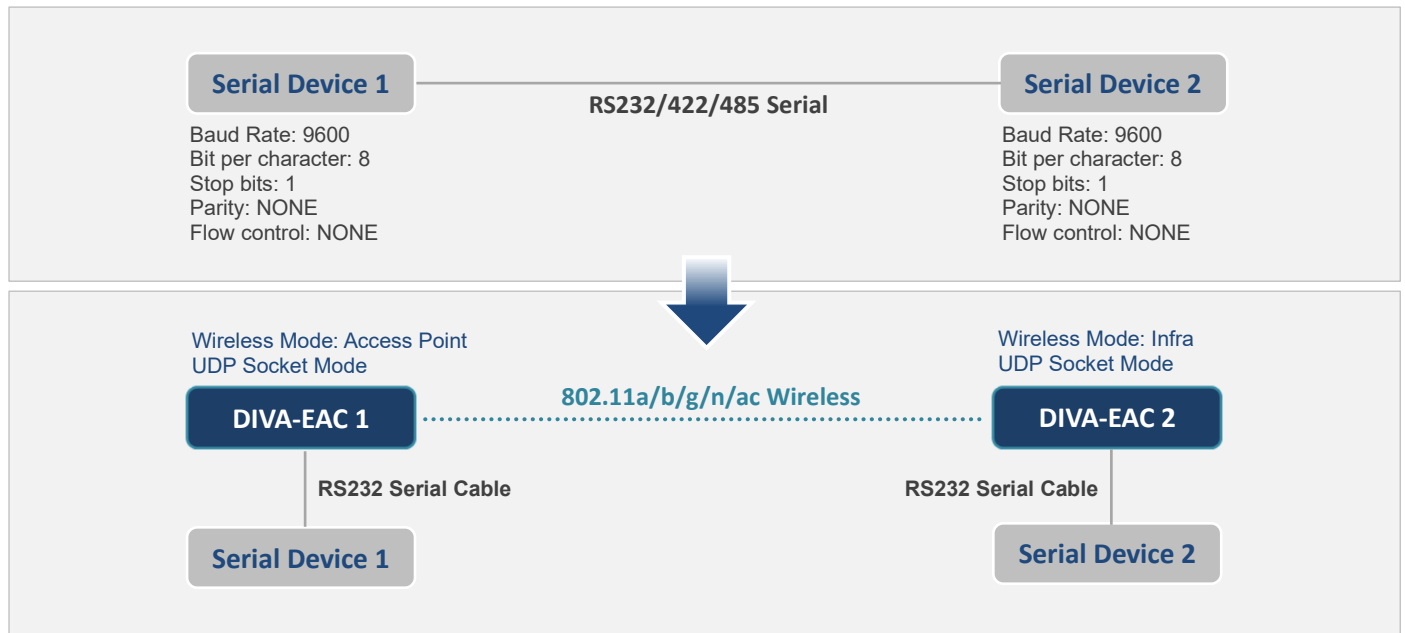 Serial Device 1
RS232/422/485 Serial
Serial Device 2
Baud Rate: 9600
Bit per character: 8
Stop bits: 1
Parity: NONE
Flow control: NONE
Baud Rate: 9600
Bit per character: 8
Stop bits: 1
Parity: NONE
Flow control: NONE
Wireless Mode: Access Point
UDP Socket Mode
Wireless Mode: Infra
UDP Socket Mode
DIVA-EAC 1
802.11a/b/g/n/ac Wireless
DIVA-EAC 2
RS232 Serial Cable
RS232 Serial Cable
Serial Device 1
Serial Device 2